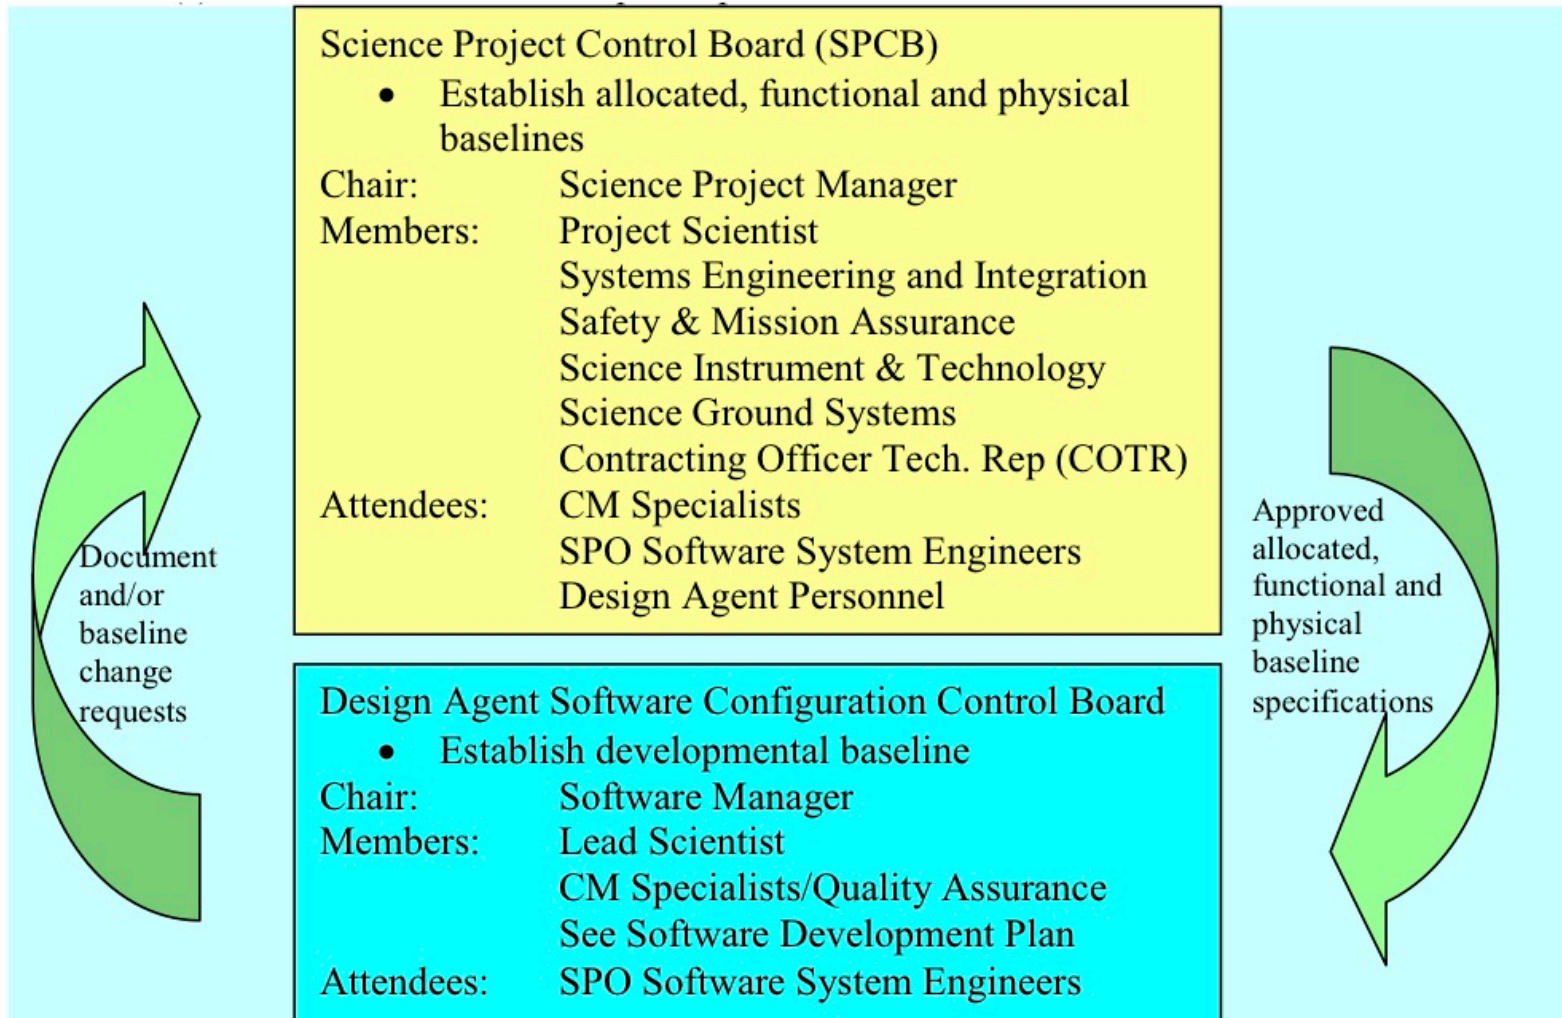 Science Project Control Board (SPCB)
• Establish allocated, functional and physical
baselines
Chair: Science Project Manager
Members: Project Scientist
Systems Engineering and Integration
Safety & Mission Assurance
Science Instrument & Technology
Science Ground Systems
Contracting Officer Tech. Rep (COTR)
Attendees: CM Specialists
SPO Software System Engineers
Design Agent Personnel
Document
and/or
baseline
change
requests
Approved
allocated,
functional and
physical
baseline
specifications
Design Agent Software Configuration Control Board
• Establish developmental baseline
Chair: Software Manager
Members: Lead Scientist
CM Specialists/Quality Assurance
See Software Development Plan
Attendees: SPO Software System Engineers